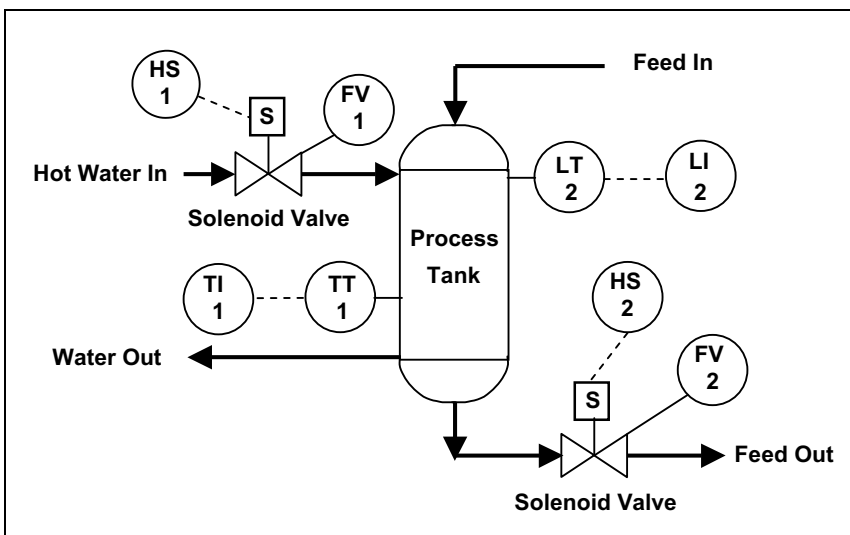 HS
1
S
FV
1
Feed In
Hot Water In
Solenoid Valve
LT
2
LI
2
Process
Tank
TI
1
TT
1
HS
2
Water Out
S
FV
2
Feed Out
Solenoid Valve